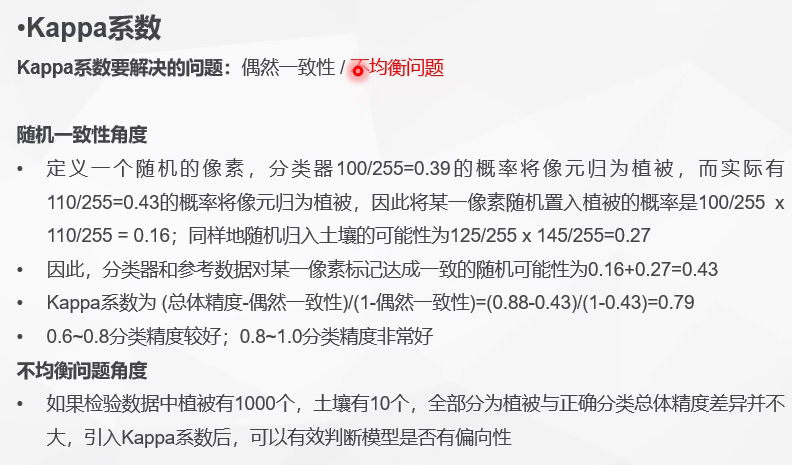 •Kappa系数
Kappa系数要解决的问题：偶然一致性 / 不均衡问题
随机一致性角度
• 定义一个随机的像素，分类器100/255=0.39的概率将像元归为植被，而实际有
110/255=0.43的概率将像元归为植被，因此将某一像素随机置入植被的概率是100/255 x
110/255 = 0.16；同样地随机归入土壤的可能性为125/255 x 145/255=0.27
• 因此，分类器和参考数据对某一像素标记达成一致的随机可能性为0.16+0.27=0.43
• Kappa系数为 (总体精度-偶然一致性)/(1-偶然一致性)=(0.88-0.43)/(1-0.43)=0.79
• 0.6~0.8分类精度较好；0.8~1.0分类精度非常好
不均衡问题角度
• 如果检验数据中植被有1000个，土壤有10个，全部分为植被与正确分类总体精度差异并不
大，引入Kappa系数后，可以有效判断模型是否有偏向性